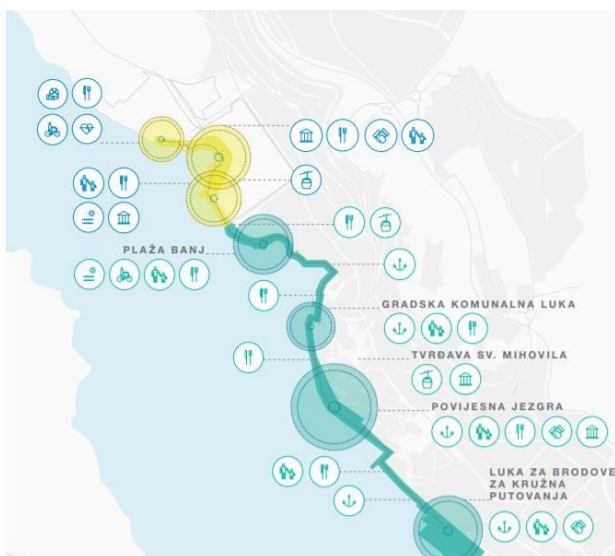 PLAŽA BANJ
GRADSKA KOMUNALNA LUKA
TVRĐAVA SV. MIHOVILA
POVIJESNA JEZGRA
LUKA ZA BRODOVE
ZA KRUŽNA
PUTOVANJA